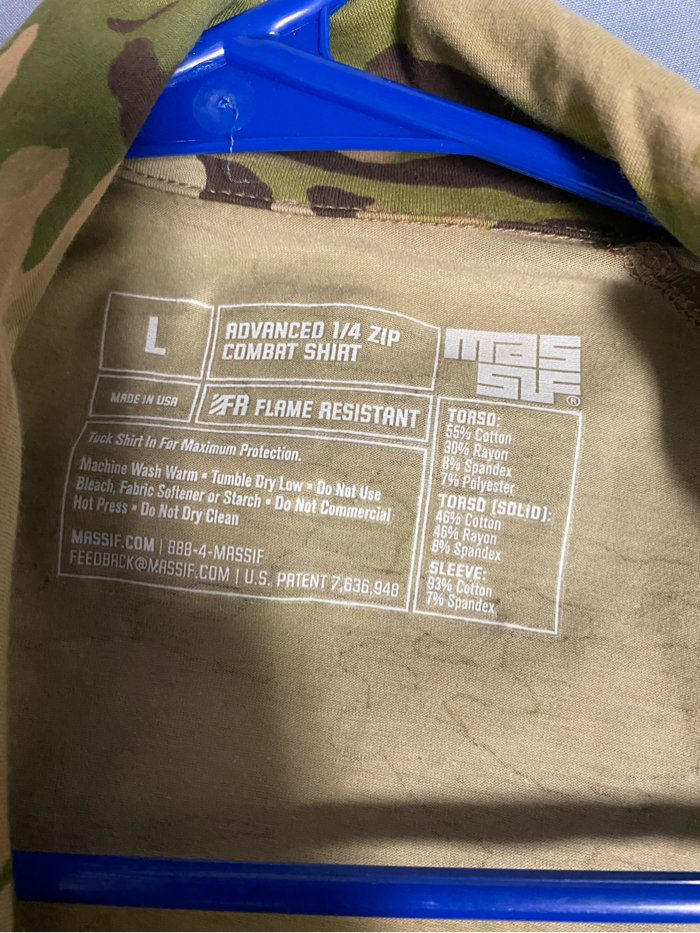 L
ADVANCED 1/4 ZIP
COMBAT SHIRT
massif®
MADE IN USA
FR FLAME RESISTANT
Tuck Shirt In For Maximum Protection.
Machine Wash Warm ▪ Tumble Dry Low ▪ Do Not Use
Bleach, Fabric Softener or Starch ▪ Do Not Commercial
Hot Press ▪ Do Not Dry Clean
MASSIF.COM | 888-4-MASSIF
FEEDBACK@MASSIF.COM | U.S. PATENT 7,636,948
TORSO:
55% Cotton
30% Rayon
8% Spandex
7% Polyester
TORSO [SOLID]:
46% Cotton
46% Rayon
8% Spandex
SLEEVE:
93% Cotton
7% Spandex